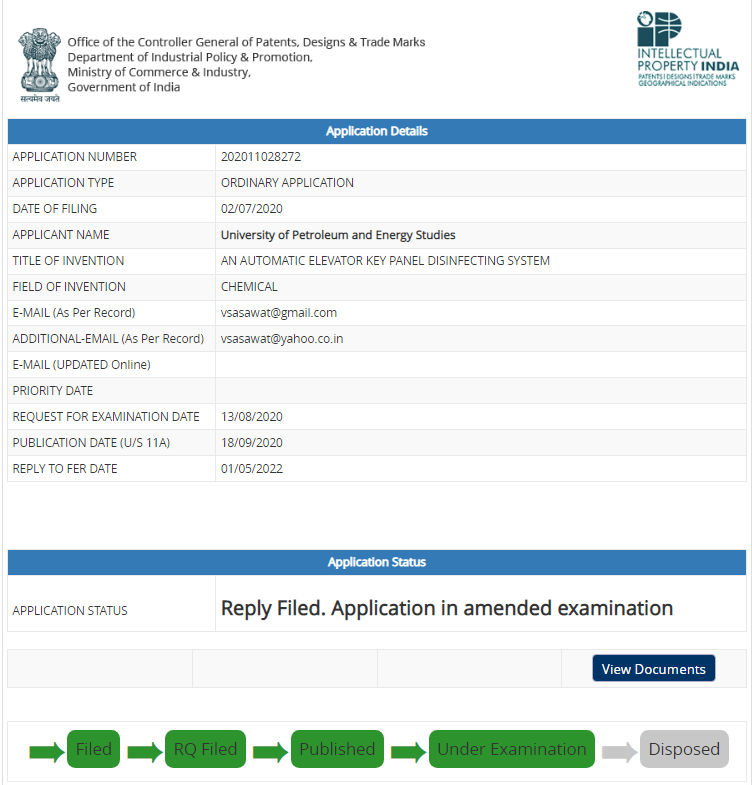 सत्यमेव जयते
Office of the Controller General of Patents, Designs & Trade Marks
Department of Industrial Policy & Promotion,
Ministry of Commerce & Industry,
Government of India
INTELLECTUAL
PROPERTY INDIA
PATENTS | DESIGNS | TRADE MARKS
GEOGRAPHICAL INDICATIONS
Application Details
APPLICATION NUMBER 202011028272
APPLICATION TYPE ORDINARY APPLICATION
DATE OF FILING 02/07/2020
APPLICANT NAME University of Petroleum and Energy Studies
TITLE OF INVENTION AN AUTOMATIC ELEVATOR KEY PANEL DISINFECTING SYSTEM
FIELD OF INVENTION CHEMICAL
E-MAIL (As Per Record) vsasawat@gmail.com
ADDITIONAL-EMAIL (As Per Record) vsasawat@yahoo.co.in
E-MAIL (UPDATED Online)
PRIORITY DATE
REQUEST FOR EXAMINATION DATE 13/08/2020
PUBLICATION DATE (U/S 11A) 18/09/2020
REPLY TO FER DATE 01/05/2022
Application Status
APPLICATION STATUS Reply Filed. Application in amended examination
View Documents
Filed RQ Filed Published Under Examination Disposed